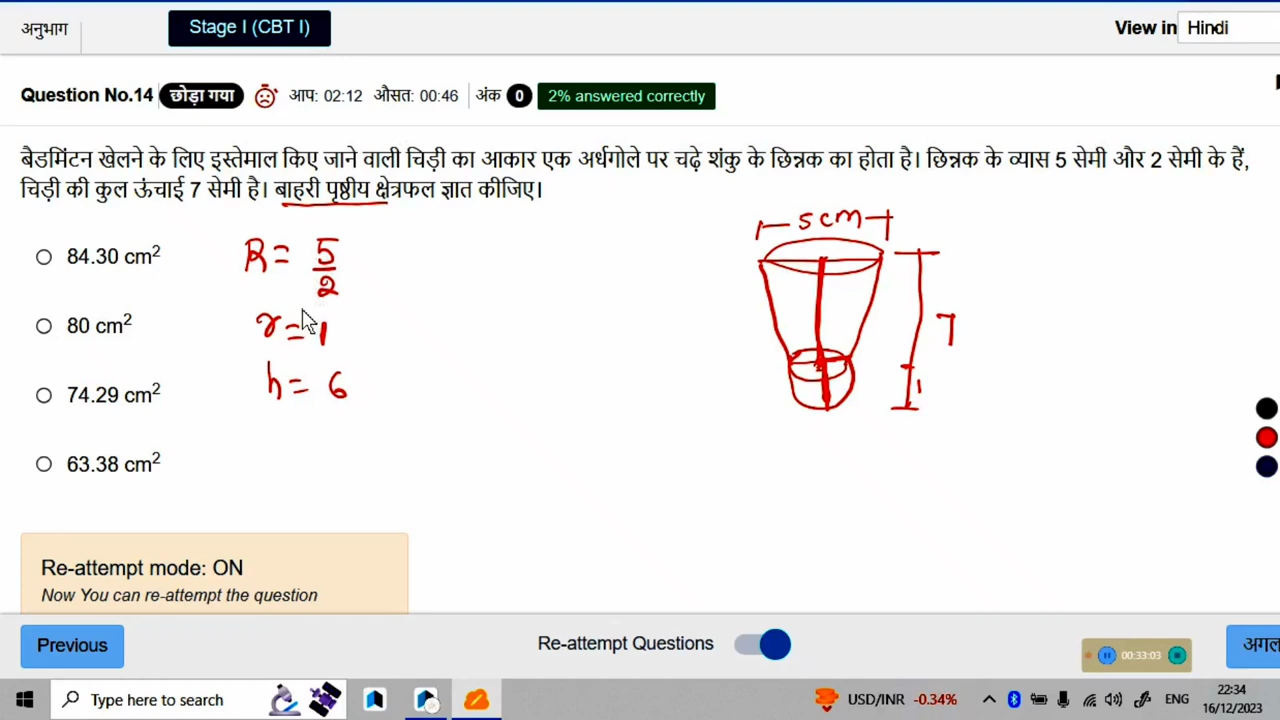 अनुभाग
Stage I (CBT I)
View in Hindi
Question No.14 छोड़ा गया आप: 02:12 औसत: 00:46 अंक 0 2% answered correctly
बैडमिंटन खेलने के लिए इस्तेमाल किए जाने वाली चिड़ी का आकार एक अर्धगोले पर चढ़े शंकु के छिन्नक का होता है। छिन्नक के व्यास 5 सेमी और 2 सेमी के हैं,
चिड़ी की कुल ऊंचाई 7 सेमी है। बाहरी पृष्ठीय क्षेत्रफल ज्ञात कीजिए।
5 cm
84.30 cm²
R = 5/2
80 cm²
r = 1
7
74.29 cm²
h = 6
1
63.38 cm²
Re-attempt mode: ON
Now You can re-attempt the question
Previous
Re-attempt Questions
00:33:03
अगल
Type here to search
USD/INR -0.34%
ENG
22:34
16/12/2023